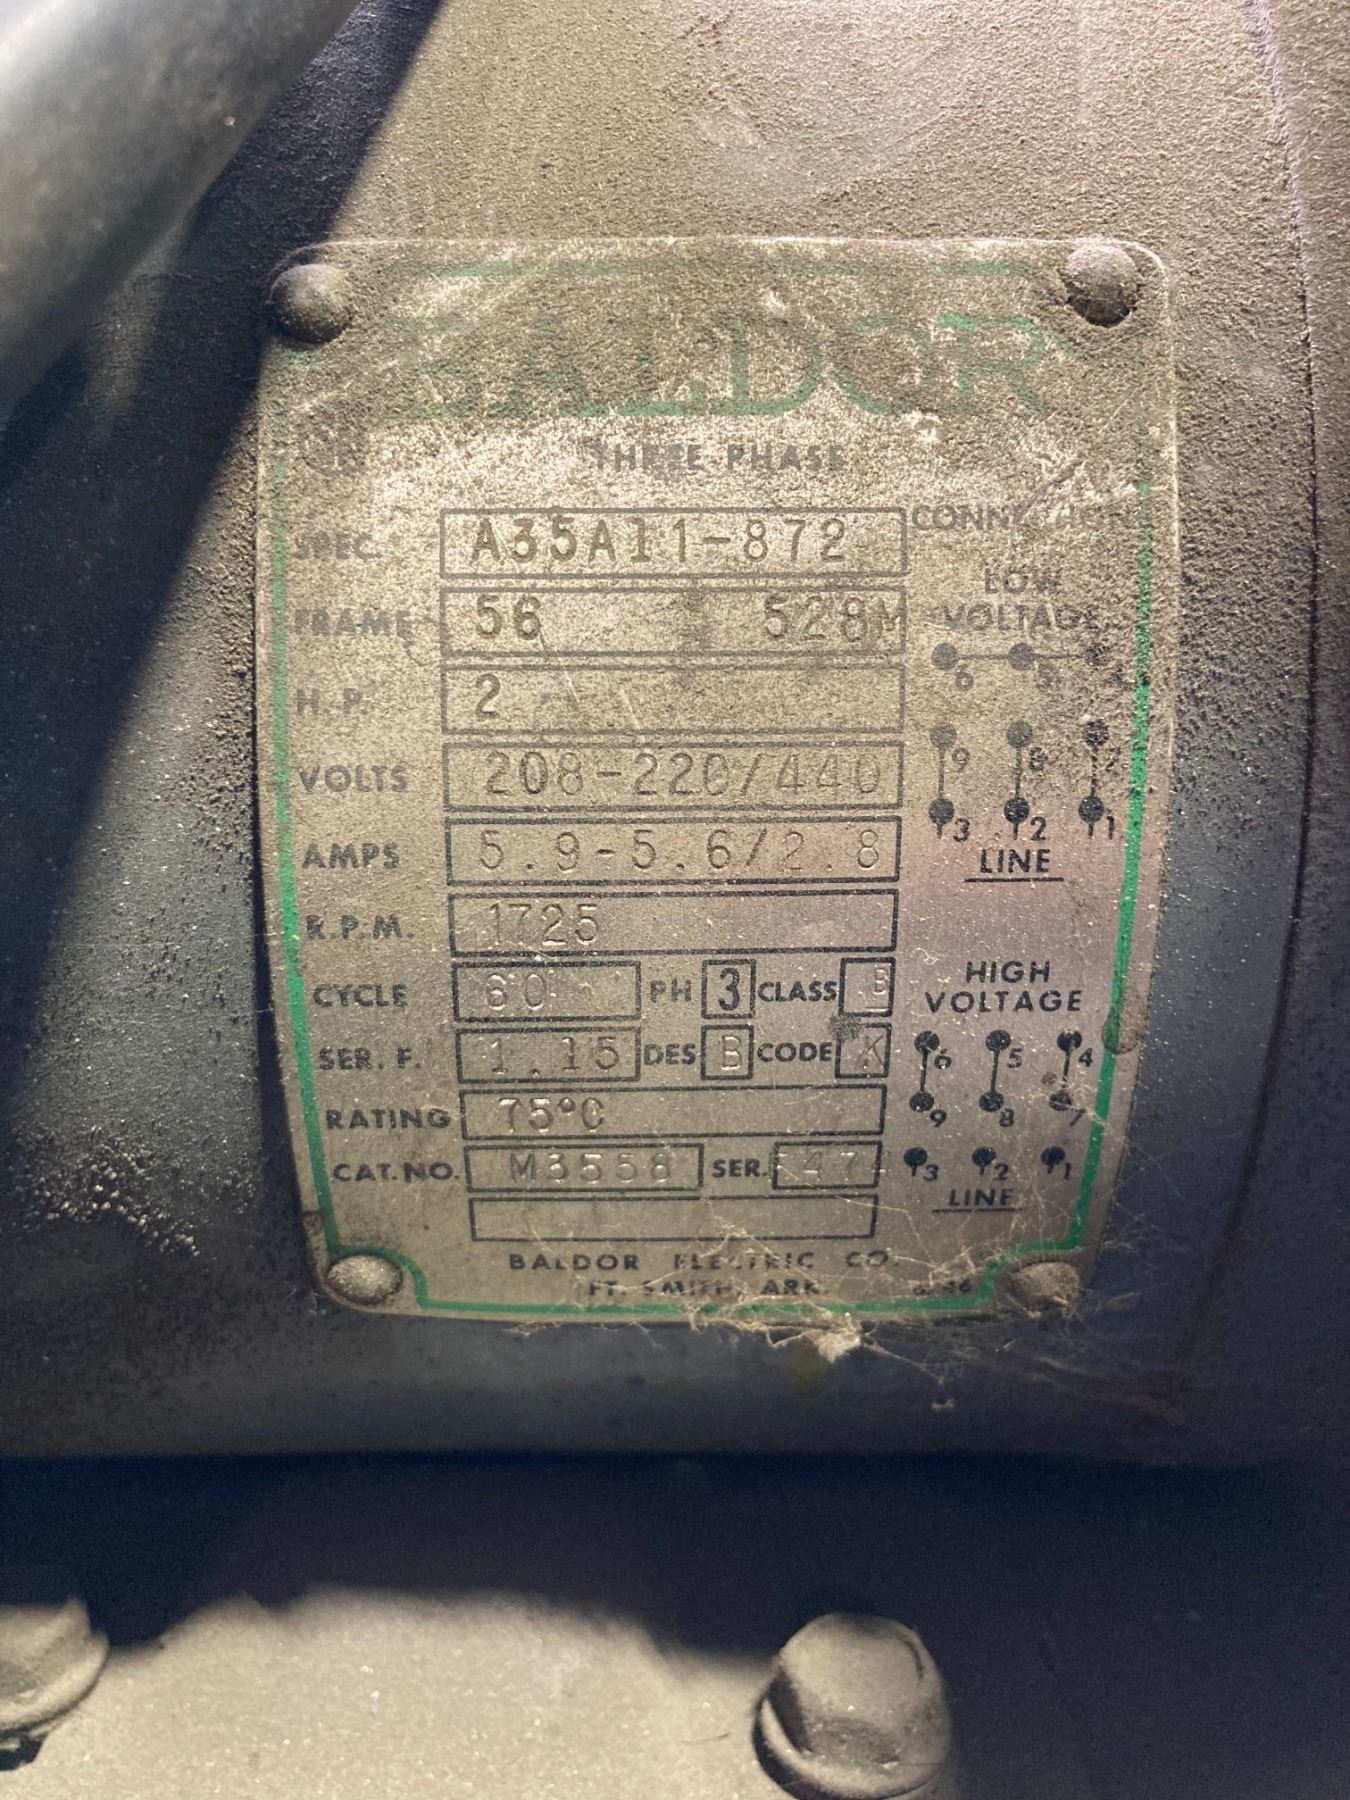 BALDOR
THREE PHASE
SPEC. A35A11-872
FRAME 56 528M
H.P. 2
VOLTS 208-220/440
AMPS 5.9-5.6/2.8
R.P.M. 1725
CYCLE 60 PH 3 CLASS B
SER. F. 1.15 DES B CODE K
RATING 75°C
CAT. NO. M3558 SER.
CONNECTION
LOW
VOLTAGE
6 5 4
9 8 7
3 2 1
LINE
HIGH
VOLTAGE
6 5 4
9 8 7
3 2 1
LINE
BALDOR ELECTRIC CO.
FT. SMITH, ARK.